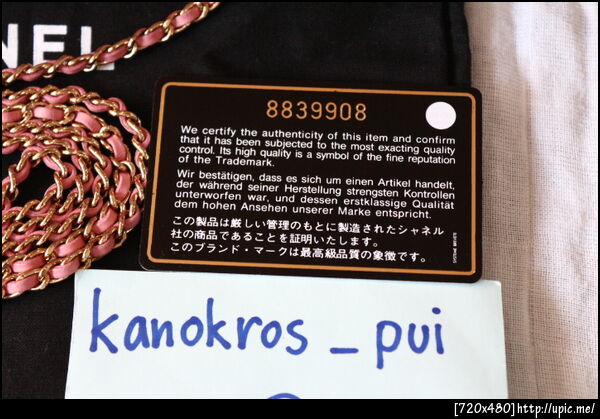 NEL
8839908
We certify the authenticity of this item and confirm
that it has been subjected to the most exacting quality
control. Its high quality is a symbol of the fine reputation
of the Trademark.
Wir bestätigen, dass es sich um einen Artikel handelt,
der während seiner Herstellung strengsten Kontrollen
unterworfen war, und dessen erstklassige Qualität
dem hohen Ansehen unserer Marke entspricht.
この製品は厳しい管理のもとに製造されたシャネル
社の商品であることを証明いたします。
このブランド・マークは最高級品質の象徴です。
kanokros_pui
[720x480]http://upic.me/